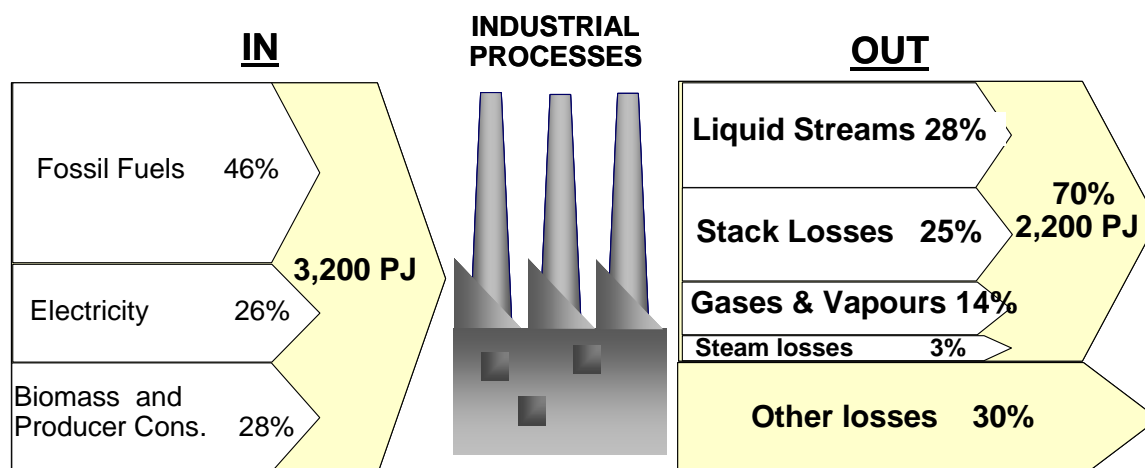 IN
Fossil Fuels 46%
Electricity 26%
Biomass and
Producer Cons. 28%
3,200 PJ
INDUSTRIAL
PROCESSES
OUT
Liquid Streams 28%
Stack Losses 25%
Gases & Vapours 14%
Steam losses 3%
70%
2,200 PJ
Other losses 30%